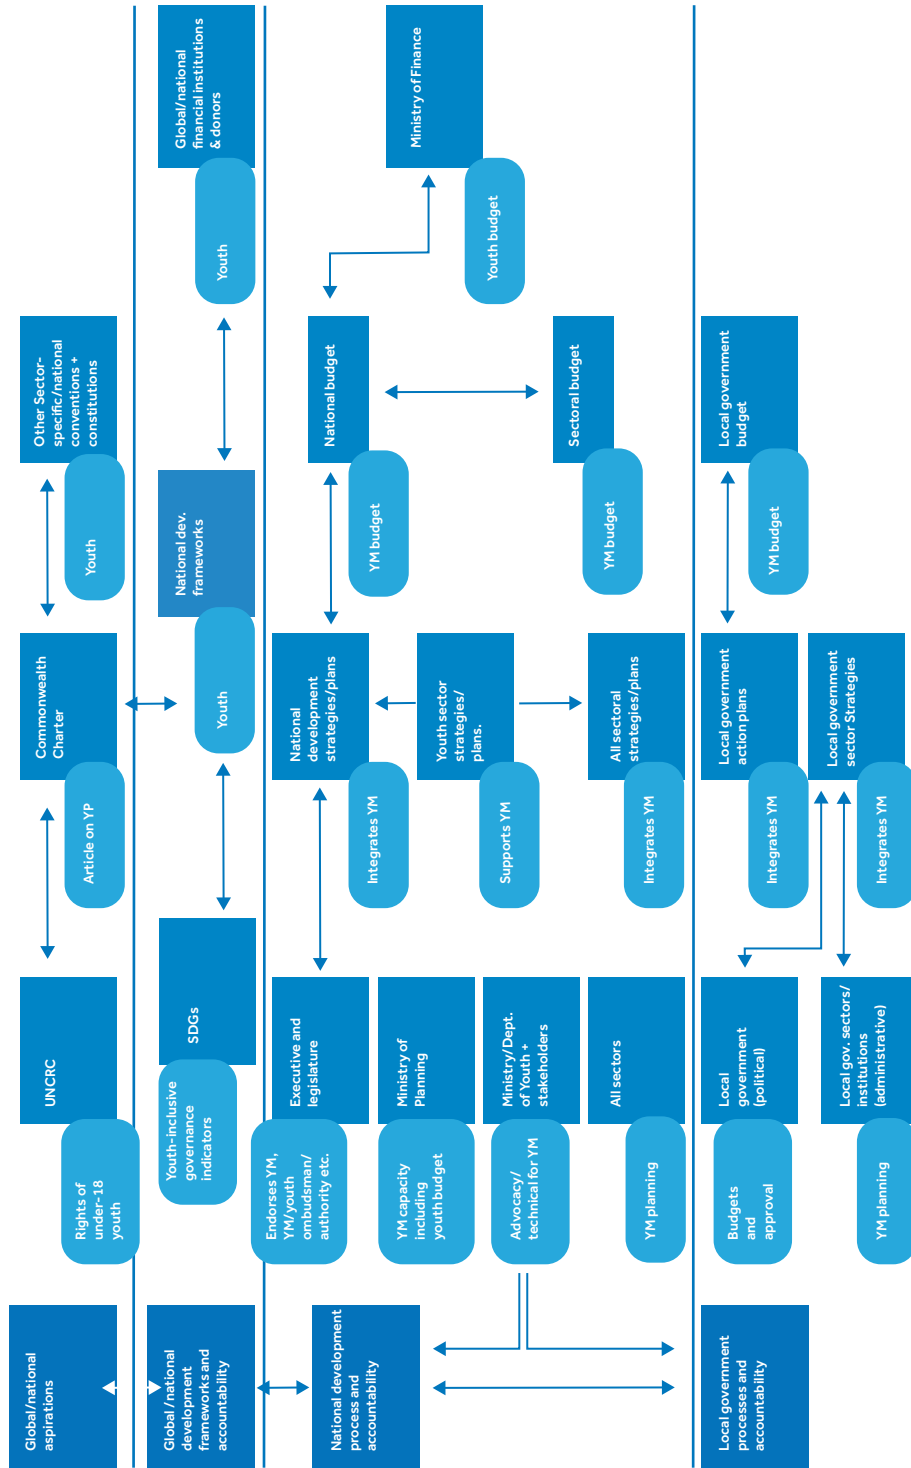 Global/national
aspirations
Rights of
under-18
youth
UNCRC
Article on YP
Commonwealth
Charter
Youth
Other Sector-
specific/national
conventions +
constitutions
Global/national
development
frameworks and
accountability
Youth-inclusive
governance
indicators
SDGs
Youth
National dev.
frameworks
Youth
Global/national
financial institutions
& donors
National development
process and
accountability
Endorses YM,
YM/youth
ombudsman/
authority etc.
Executive and
legislature
YM capacity
including
youth budget
Ministry of
Planning
Advocacy/
technical for YM
Ministry/Dept.
of Youth +
stakeholders
YM planning
All sectors
Integrates YM
National
development
strategies/plans
Supports YM
Youth sector
strategies/
plans.
Integrates YM
All sectoral
strategies/plans
YM budget
National budget
YM budget
Sectoral budget
Youth budget
Ministry of Finance
Local government
processes and
accountability
Budgets
and
approval
Local
government
(political)
YM planning
Local gov. sectors/
institutions
(administrative)
Integrates YM
Local government
action plans
Integrates YM
Local government
sector Strategies
YM budget
Local government
budget